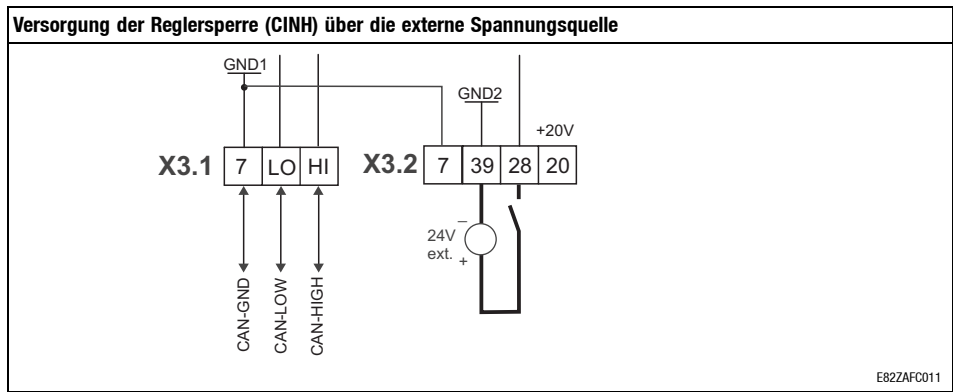 Versorgung der Reglersperre (CINH) über die externe Spannungsquelle
GND1
GND2
+20V
X3.1 7 LO HI
X3.2 7 39 28 20
24V
ext.
–
+
CAN-GND
CAN-LOW
CAN-HIGH
E82ZAFC011